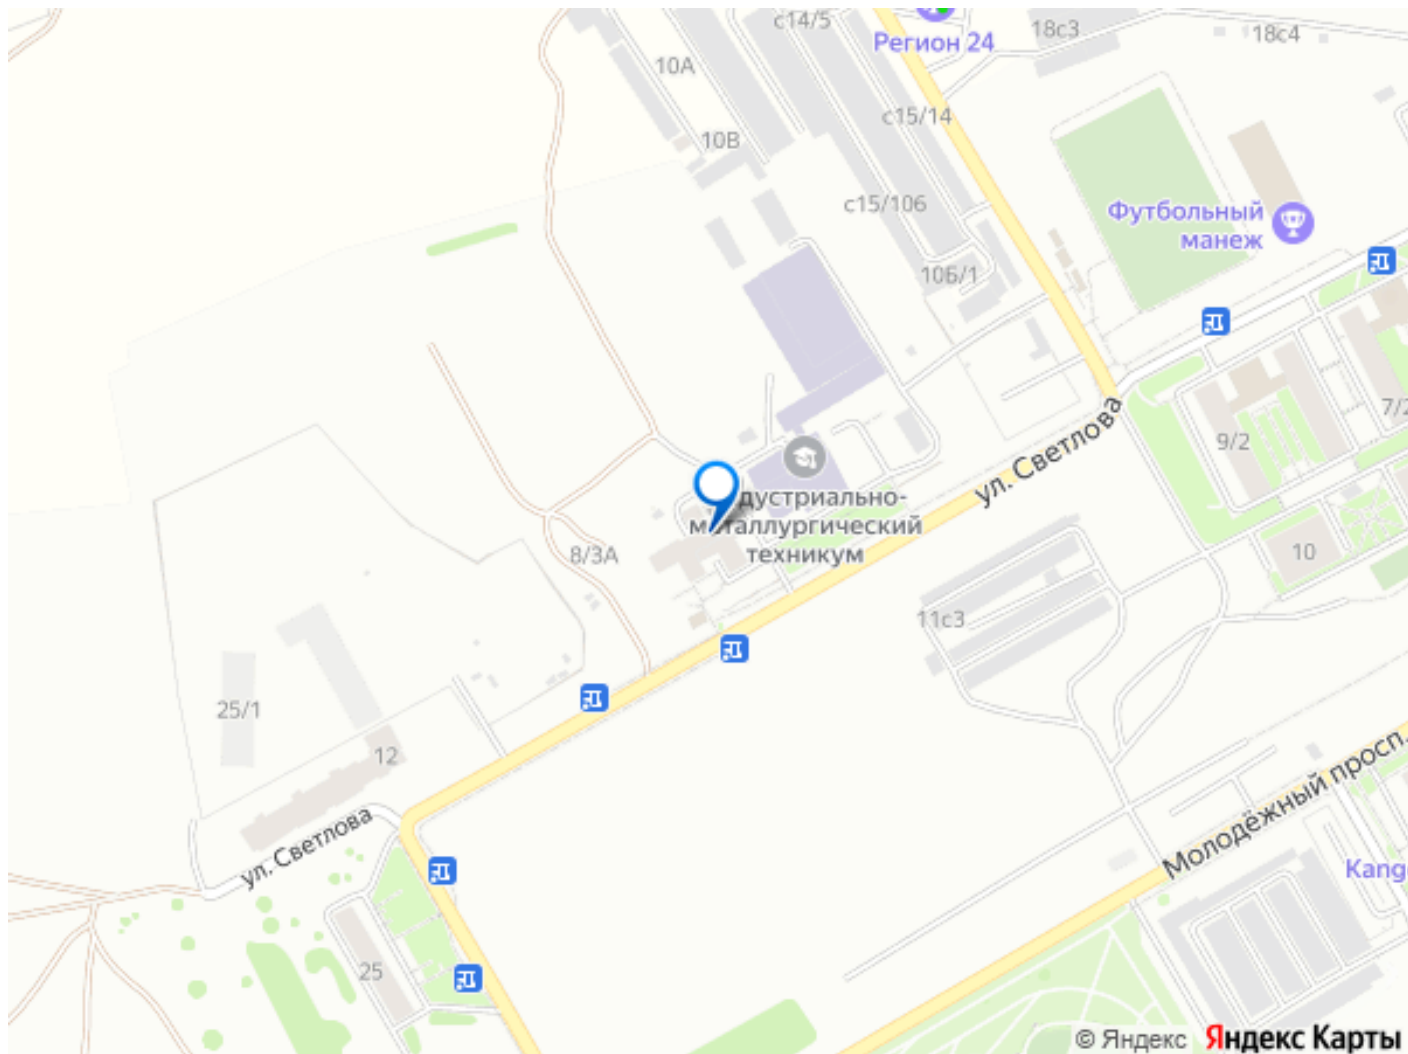 с14/5
Регион 24
18с3
18с4
10А
10В
с15/14
с15/106
10Б/1
Футбольный
манеж
ул. Светлова
9/2
7/2
10
дустриально-
металлургический
техникум
8/3А
11с3
25/1
12
ул. Светлова
25
Молодёжный просп.
Kang
© Яндекс
Яндекс Карты